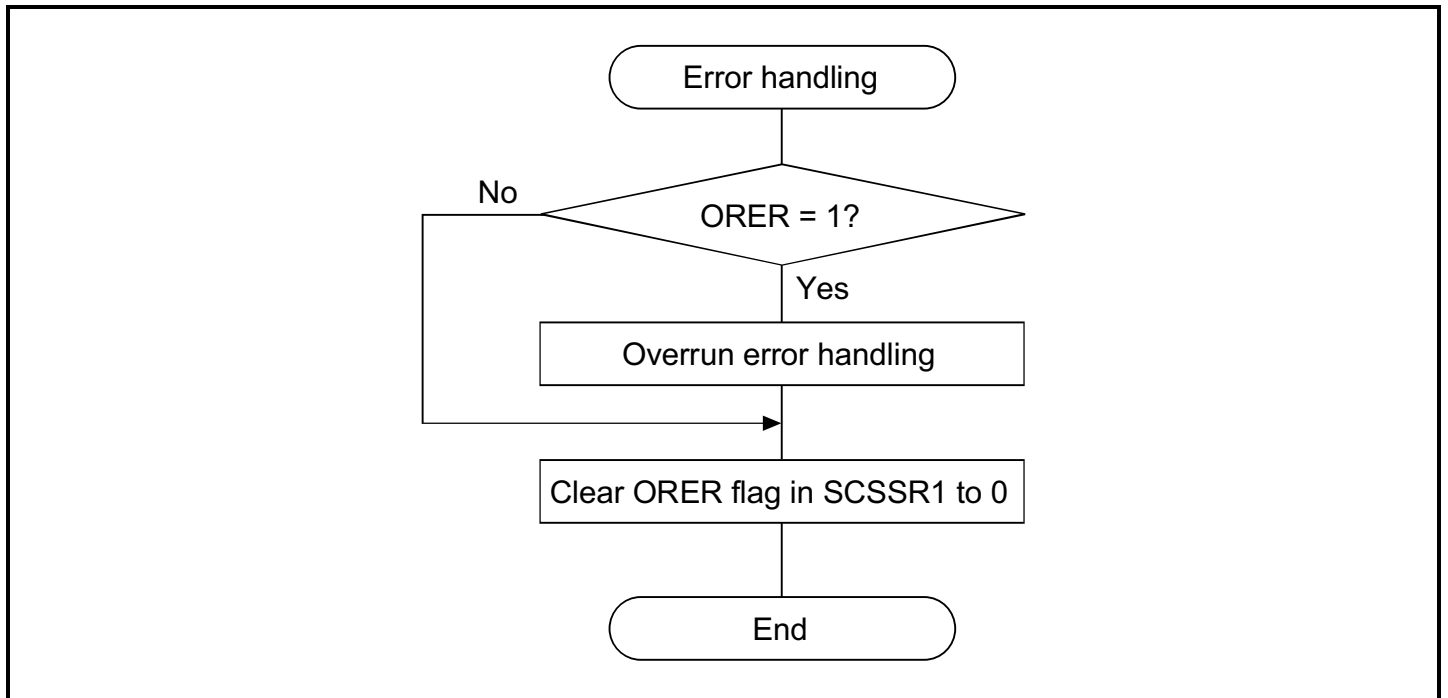 Error handling
No
ORER = 1?
Yes
Overrun error handling
Clear ORER flag in SCSSR1 to 0
End